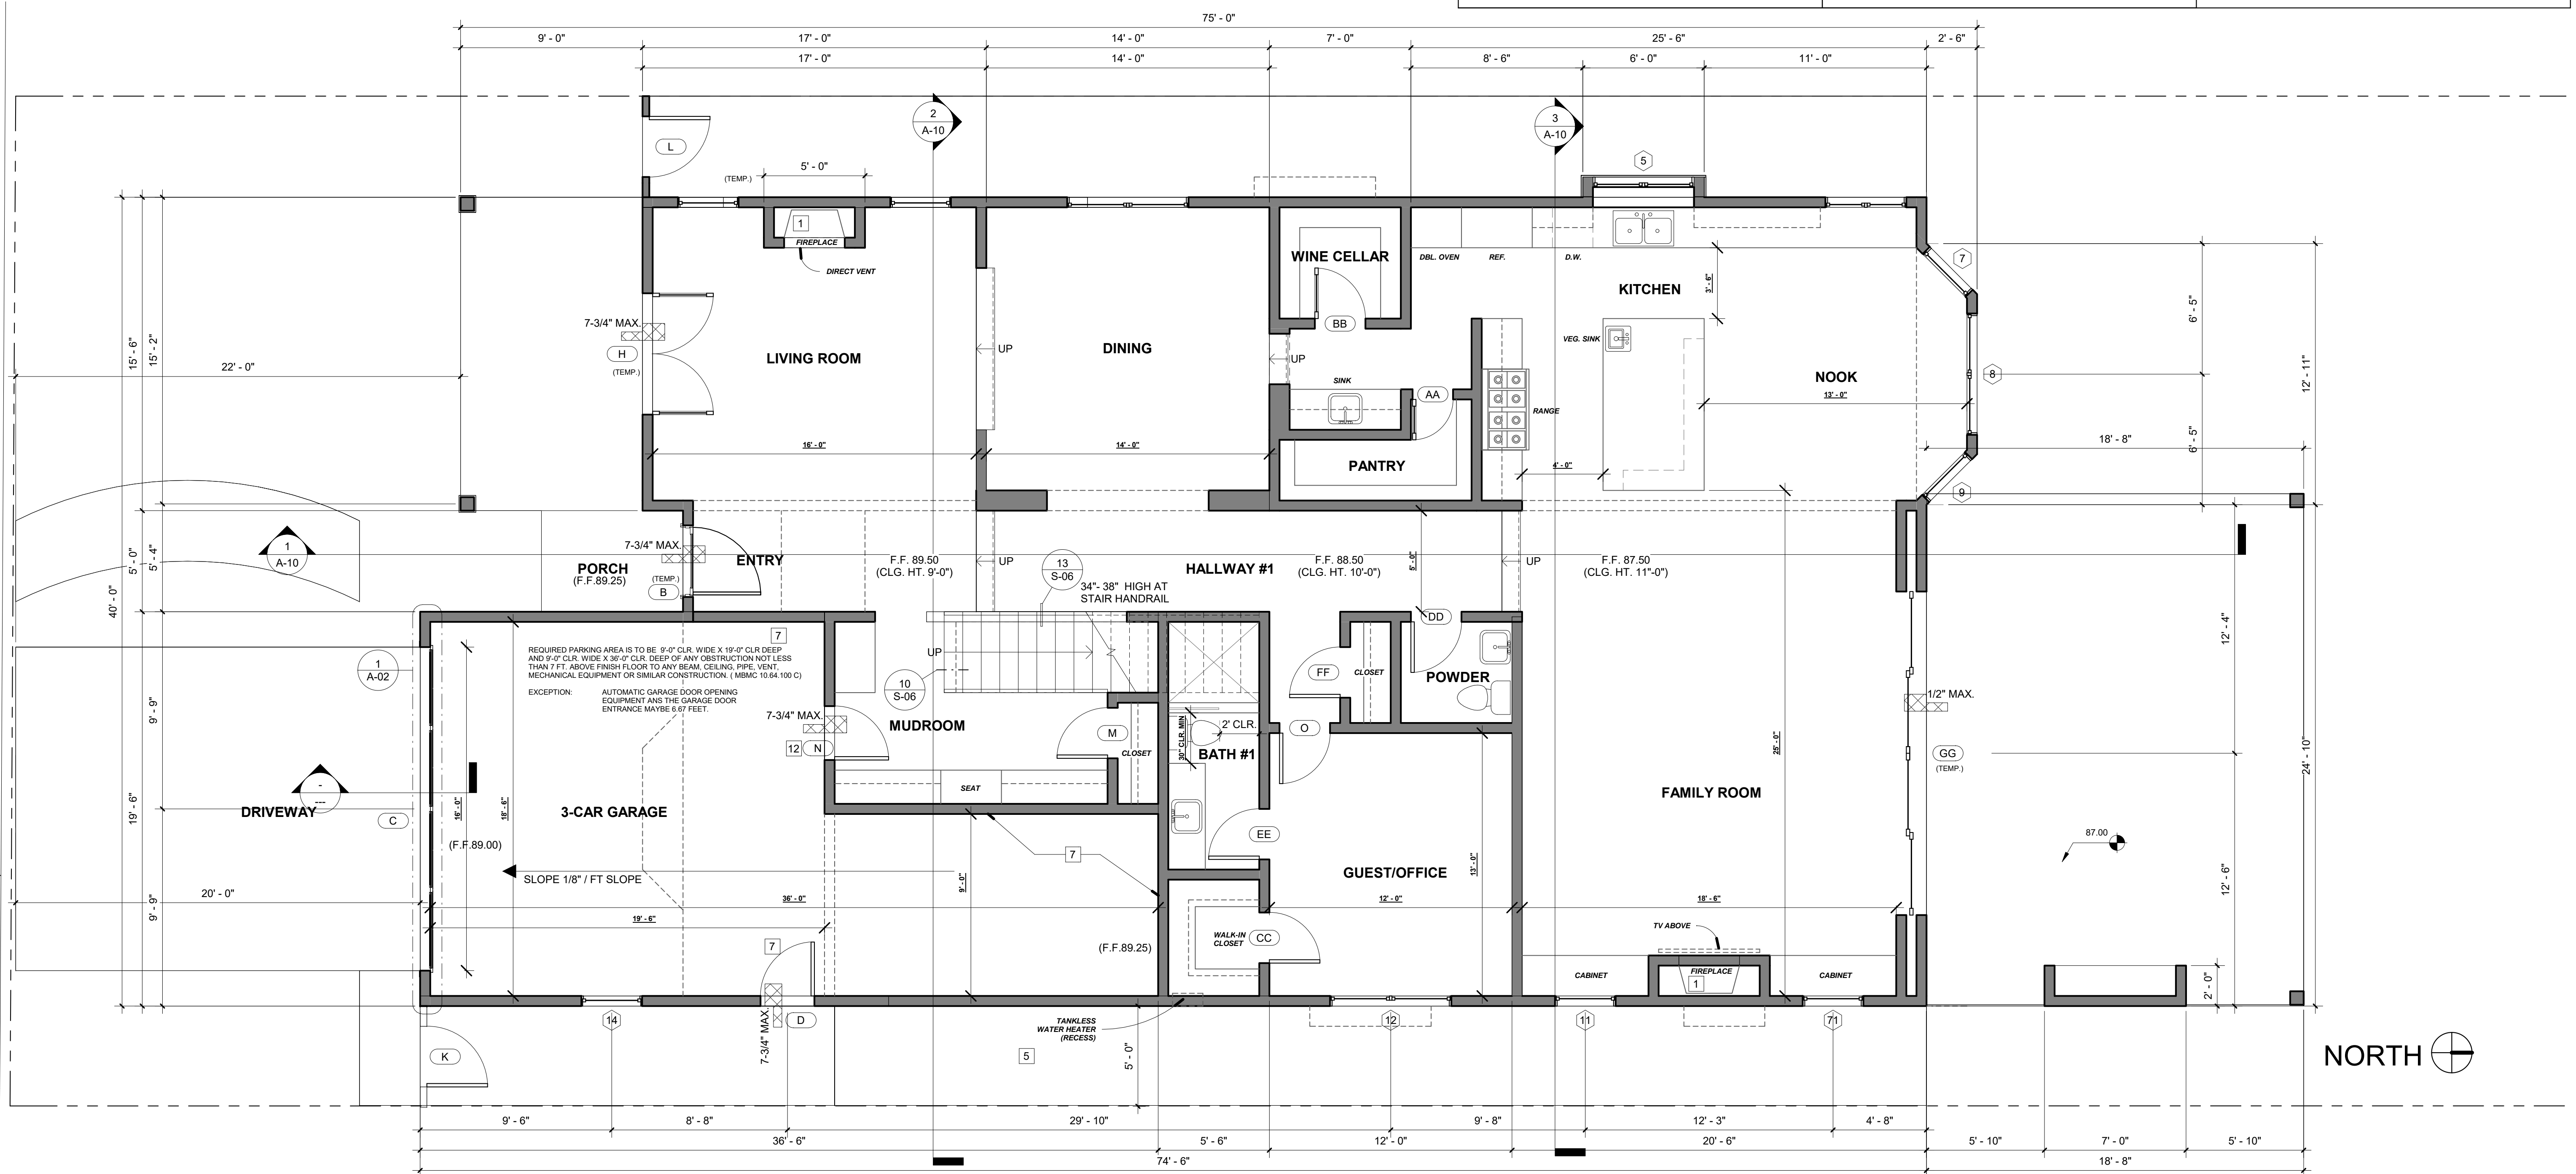 75' - 0"
9' - 0"
17' - 0"
14' - 0"
7' - 0"
25' - 6"
2' - 6"
17' - 0"
14' - 0"
8' - 6"
6' - 0"
11' - 0"
2
A-10
3
A-10
L
5
(TEMP.)
5' - 0"
1
FIREPLACE
DIRECT VENT
WINE CELLAR
DBL. OVEN
REF.
D.W.
KITCHEN
3' - 6"
7
6' - 5"
7-3/4" MAX.
H
(TEMP.)
LIVING ROOM
UP
DINING
UP
BB
VEG. SINK
NOOK
13' - 0"
8
12' - 11"
15' - 6"
15' - 2"
22' - 0"
SINK
AA
RANGE
16' - 0"
14' - 0"
PANTRY
4' - 0"
6' - 5"
18' - 8"
9
1
A-10
7-3/4" MAX.
ENTRY
PORCH
(F.F.89.25)
(TEMP.)
B
F.F. 89.50
(CLG. HT. 9'-0")
UP
13
S-06
34"- 38" HIGH AT
STAIR HANDRAIL
HALLWAY #1
F.F. 88.50
(CLG. HT. 10'-0")
5' - 0"
UP
F.F. 87.50
(CLG. HT. 11"-0")
5' - 0"
5' - 4"
40' - 0"
DD
12' - 4"
1
A-02
7
REQUIRED PARKING AREA IS TO BE 9'-0" CLR. WIDE X 19'-0" CLR DEEP
AND 9'-0" CLR. WIDE X 36'-0" CLR. DEEP OF ANY OBSTRUCTION NOT LESS
THAN 7 FT. ABOVE FINISH FLOOR TO ANY BEAM, CEILING, PIPE, VENT,
MECHANICAL EQUIPMENT OR SIMILAR CONSTRUCTION. ( MBMC 10.64.100 C)
EXCEPTION: AUTOMATIC GARAGE DOOR OPENING
EQUIPMENT ANS THE GARAGE DOOR
ENTRANCE MAYBE 6.67 FEET.
UP
10
S-06
FF
CLOSET
POWDER
7-3/4" MAX.
MUDROOM
12
N
M
CLOSET
30" CLR. MIN
2' CLR.
BATH #1
O
1/2" MAX.
GG
(TEMP.)
9' - 9"
-
---
DRIVEWAY
C
16' - 0"
18' - 6"
3-CAR GARAGE
SEAT
25' - 0"
FAMILY ROOM
24' - 10"
19' - 6"
(F.F.89.00)
7
EE
87.00
SLOPE 1/8" / FT SLOPE
9' - 0"
GUEST/OFFICE
13' - 0"
20' - 0"
9' - 9"
36' - 0"
12' - 0"
18' - 6"
12' - 6"
19' - 6"
7
(F.F.89.25)
WALK-IN
CLOSET
CC
TV ABOVE
CABINET
FIREPLACE
1
CABINET
2' - 0"
14
7-3/4" MAX.
D
TANKLESS
WATER HEATER
(RECESS)
12
11
71
K
5
5' - 0"
NORTH
9' - 6"
8' - 8"
29' - 10"
9' - 8"
12' - 3"
4' - 8"
36' - 6"
5' - 6"
12' - 0"
20' - 6"
5' - 10"
7' - 0"
5' - 10"
74' - 6"
18' - 8"